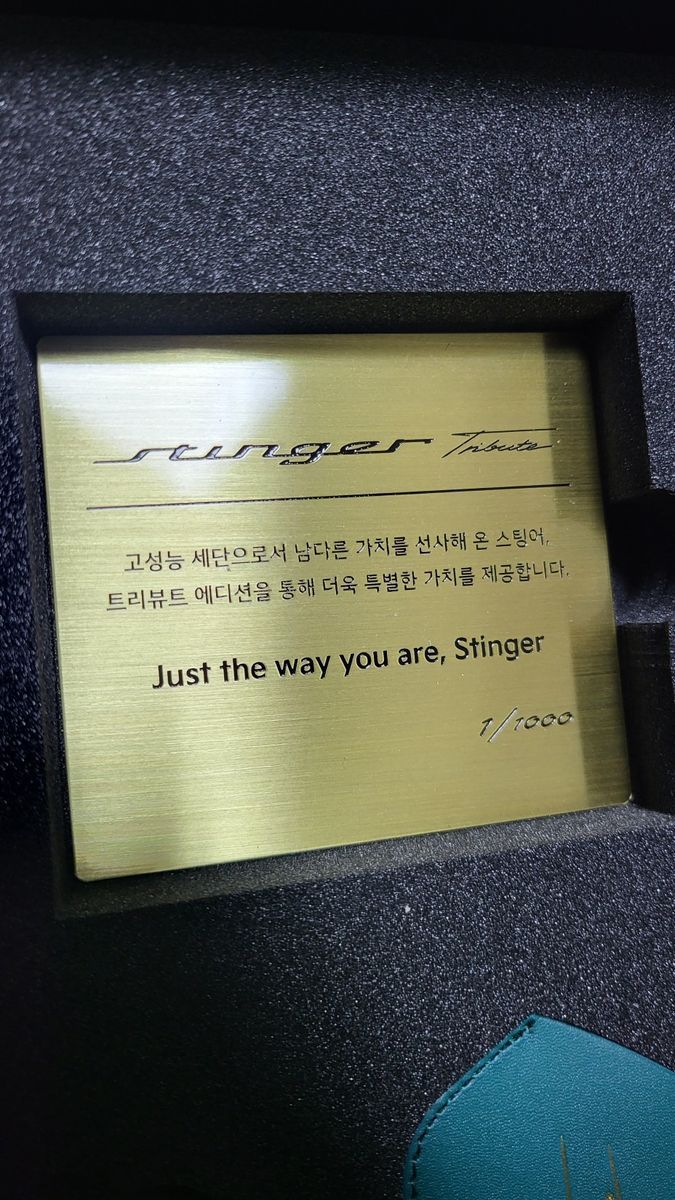 stinger Tribute
고성능 세단으로서 남다른 가치를 선사해 온 스팅어,
트리뷰트 에디션을 통해 더욱 특별한 가치를 제공합니다.
Just the way you are, Stinger
1/1000